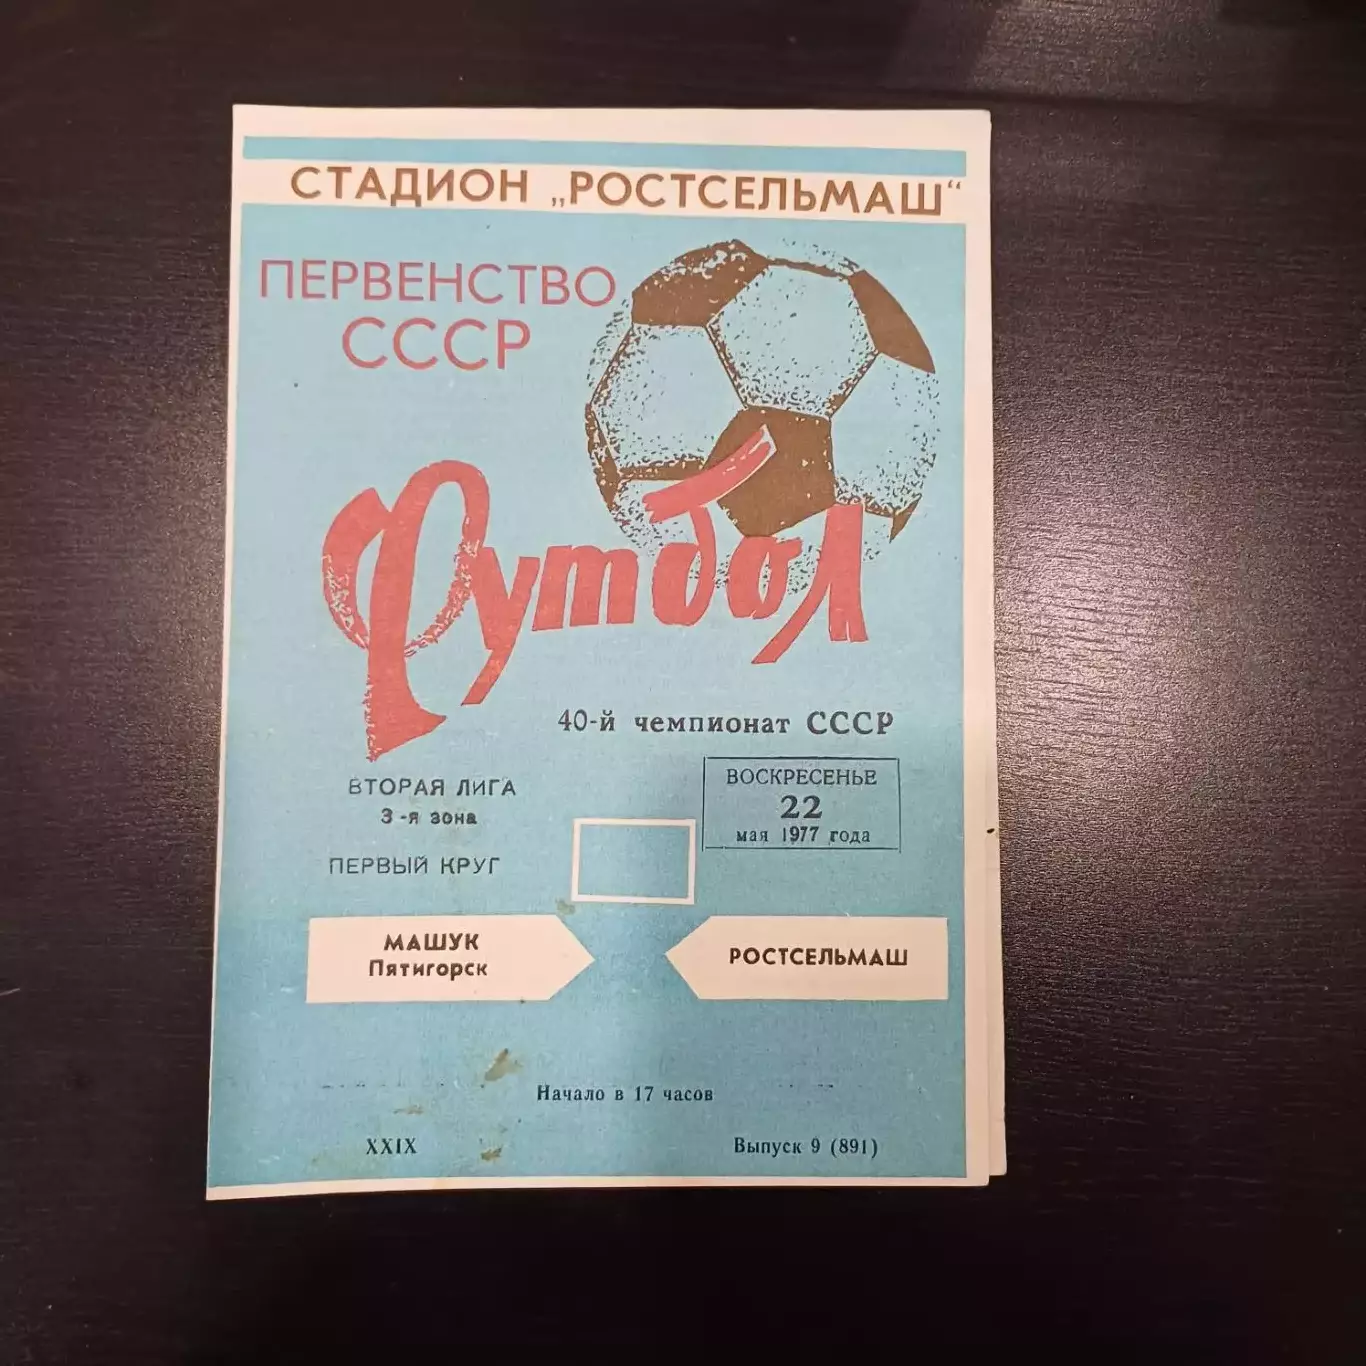 СТАДИОН „РОСТСЕЛЬМАШ“
ПЕРВЕНСТВО
СССР
Футбол
40-й чемпионат СССР
ВТОРАЯ ЛИГА
3-я зона
ПЕРВЫЙ КРУГ
ВОСКРЕСЕНЬЕ
22
мая 1977 года
МАШУК
Пятигорск
РОСТСЕЛЬМАШ
Начало в 17 часов
XXIX
Выпуск 9 (891)